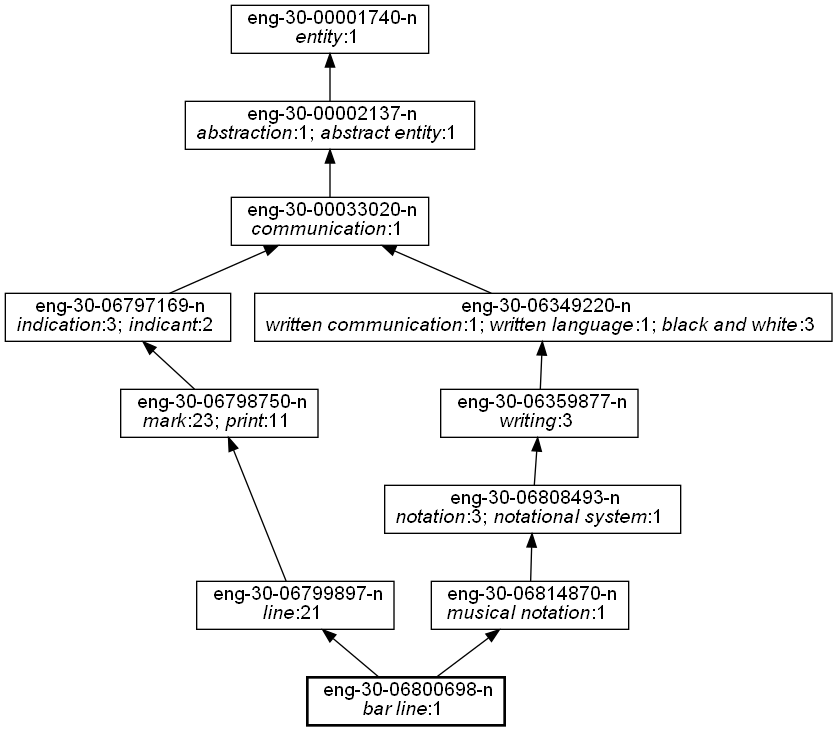 eng-30-00001740-n
entity:1
eng-30-00002137-n
abstraction:1; abstract entity:1
eng-30-00033020-n
communication:1
eng-30-06797169-n
indication:3; indicant:2
eng-30-06349220-n
written communication:1; written language:1; black and white:3
eng-30-06798750-n
mark:23; print:11
eng-30-06359877-n
writing:3
eng-30-06808493-n
notation:3; notational system:1
eng-30-06799897-n
line:21
eng-30-06814870-n
musical notation:1
eng-30-06800698-n
bar line:1